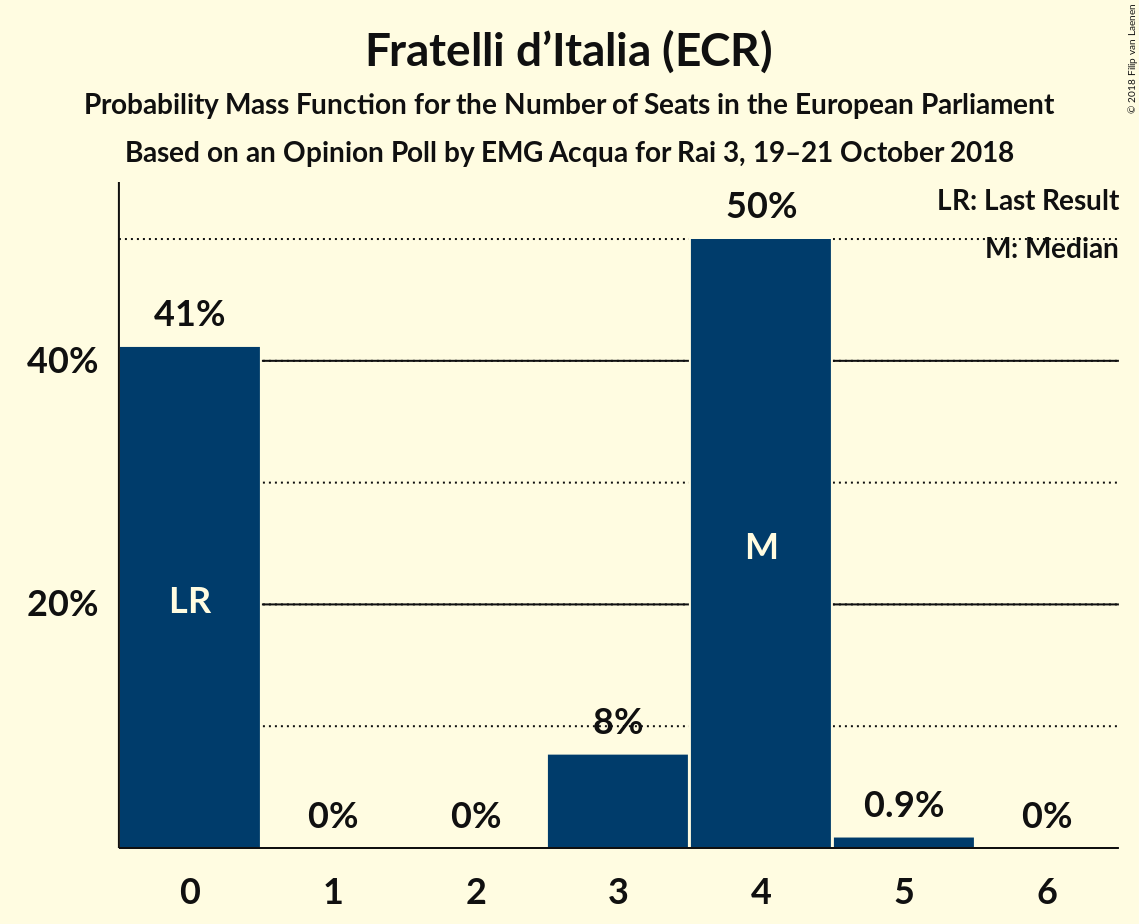 Fratelli d’Italia (ECR)
Probability Mass Function for the Number of Seats in the European Parliament
Based on an Opinion Poll by EMG Acqua for Rai 3, 19–21 October 2018
© 2018 Filip van Laenen
LR: Last Result
M: Median
50%
41%
40%
M
LR
20%
8%
0%
0%
0.9%
0%
0
1
2
3
4
5
6